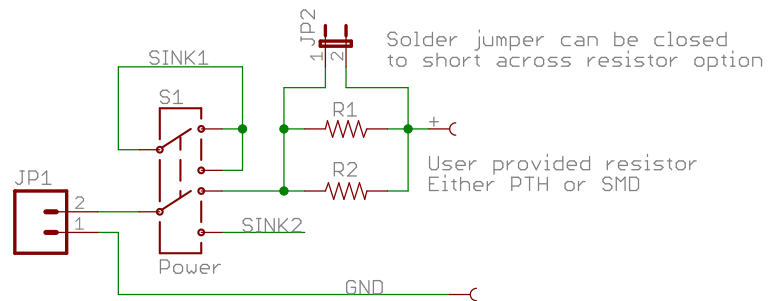 JP2
1
2
Solder jumper can be closed
to short across resistor option
SINK1
S1
R1
+
R2
User provided resistor
Either PTH or SMD
JP1
2
1
SINK2
Power
GND